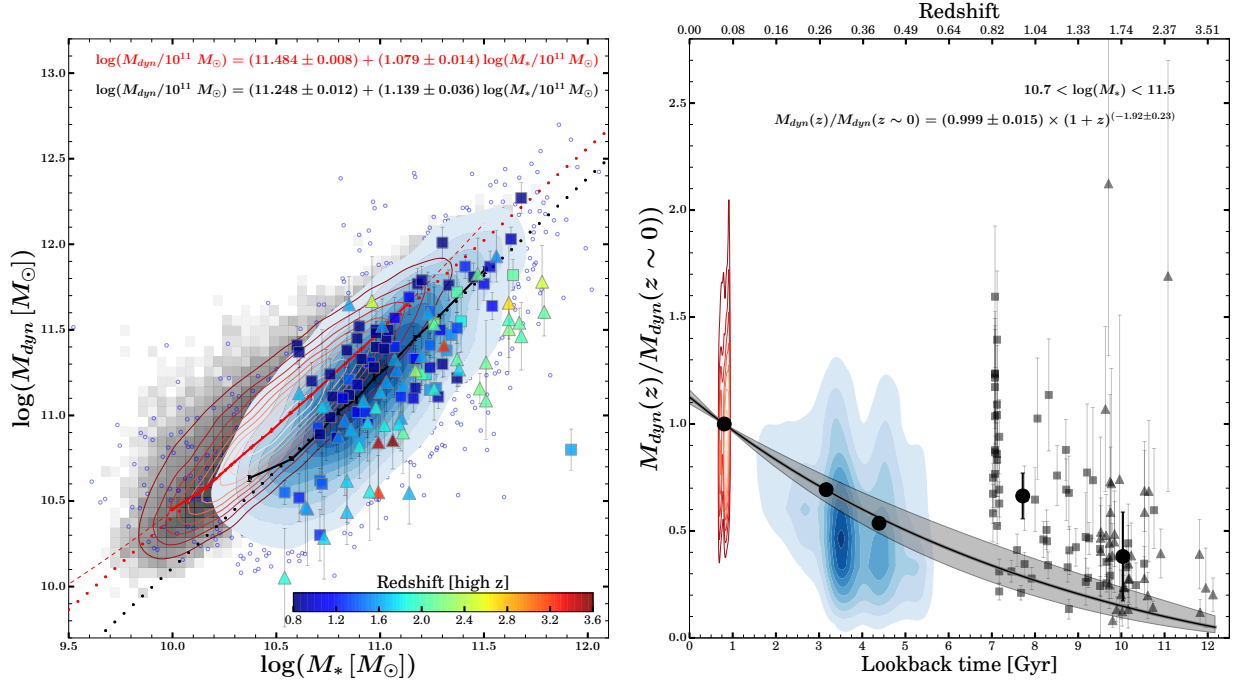 log(M_dyn/10^11 M_⊙) = (11.484 ± 0.008) + (1.079 ± 0.014) log(M_*/10^11 M_⊙)
log(M_dyn/10^11 M_⊙) = (11.248 ± 0.012) + (1.139 ± 0.036) log(M_*/10^11 M_⊙)
13.0
12.5
12.0
11.5
11.0
10.5
10.0
log(M_dyn [M_⊙])
Redshift [high z]
0.8 1.2 1.6 2.0 2.4 2.8 3.2 3.6
9.5 10.0 10.5 11.0 11.5 12.0
log(M_* [M_⊙])
Redshift
0.00 0.08 0.16 0.26 0.36 0.49 0.64 0.82 1.04 1.33 1.74 2.37 3.51
10.7 < log(M_*) < 11.5
M_dyn(z)/M_dyn(z ∼ 0) = (0.999 ± 0.015) × (1 + z)^(−1.92±0.23)
2.5
2.0
1.5
1.0
0.5
0.0
M_dyn(z)/M_dyn(z ∼ 0))
0 1 2 3 4 5 6 7 8 9 10 11 12
Lookback time [Gyr]